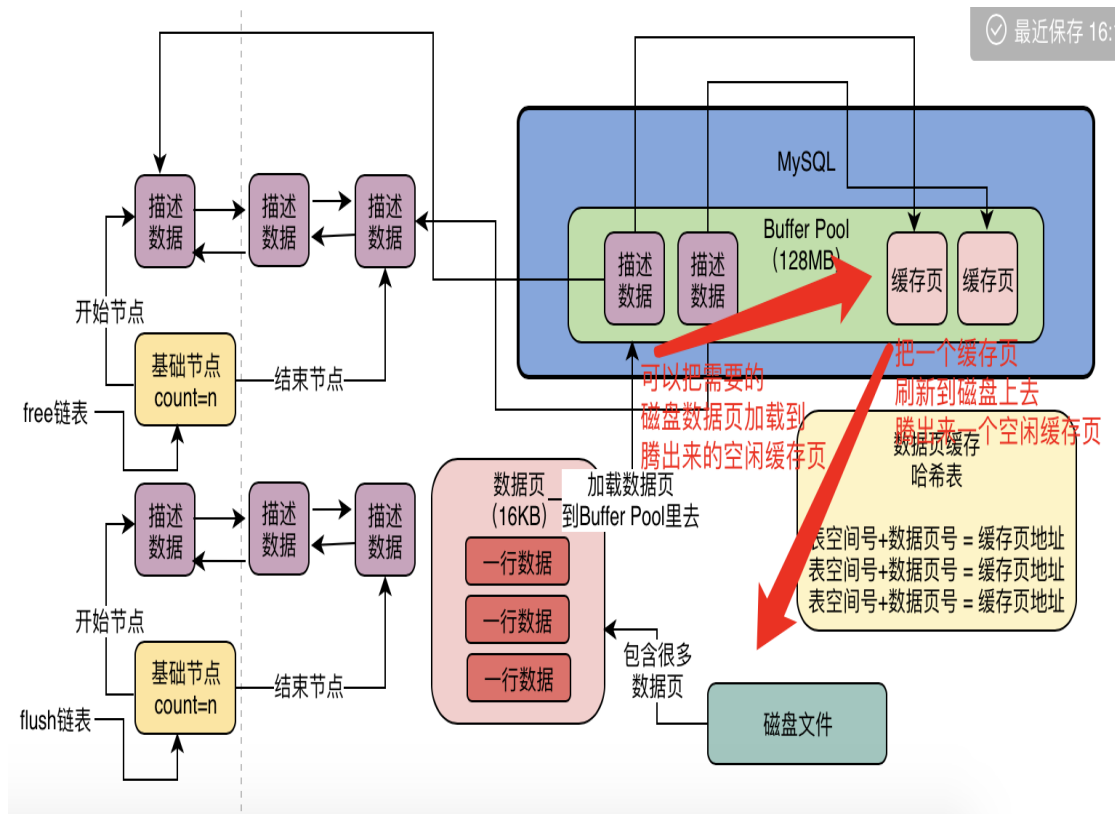 最近保存 16:
MySQL
Buffer Pool
(128MB)
描述
数据
描述
数据
缓存页
缓存页
描述
数据
描述
数据
描述
数据
开始节点
基础节点
count=n
结束节点
free链表
可以把需要的
磁盘数据页加载到
腾出来的空闲缓存页
把一个缓存页
刷新到磁盘上去
腾出来一个空闲缓存页
数据页缓存
哈希表
表空间号+数据页号 = 缓存页地址
表空间号+数据页号 = 缓存页地址
表空间号+数据页号 = 缓存页地址
数据页
(16KB)
加载数据页
到Buffer Pool里去
一行数据
一行数据
一行数据
描述
数据
描述
数据
描述
数据
开始节点
基础节点
count=n
结束节点
flush链表
包含很多
数据页
磁盘文件